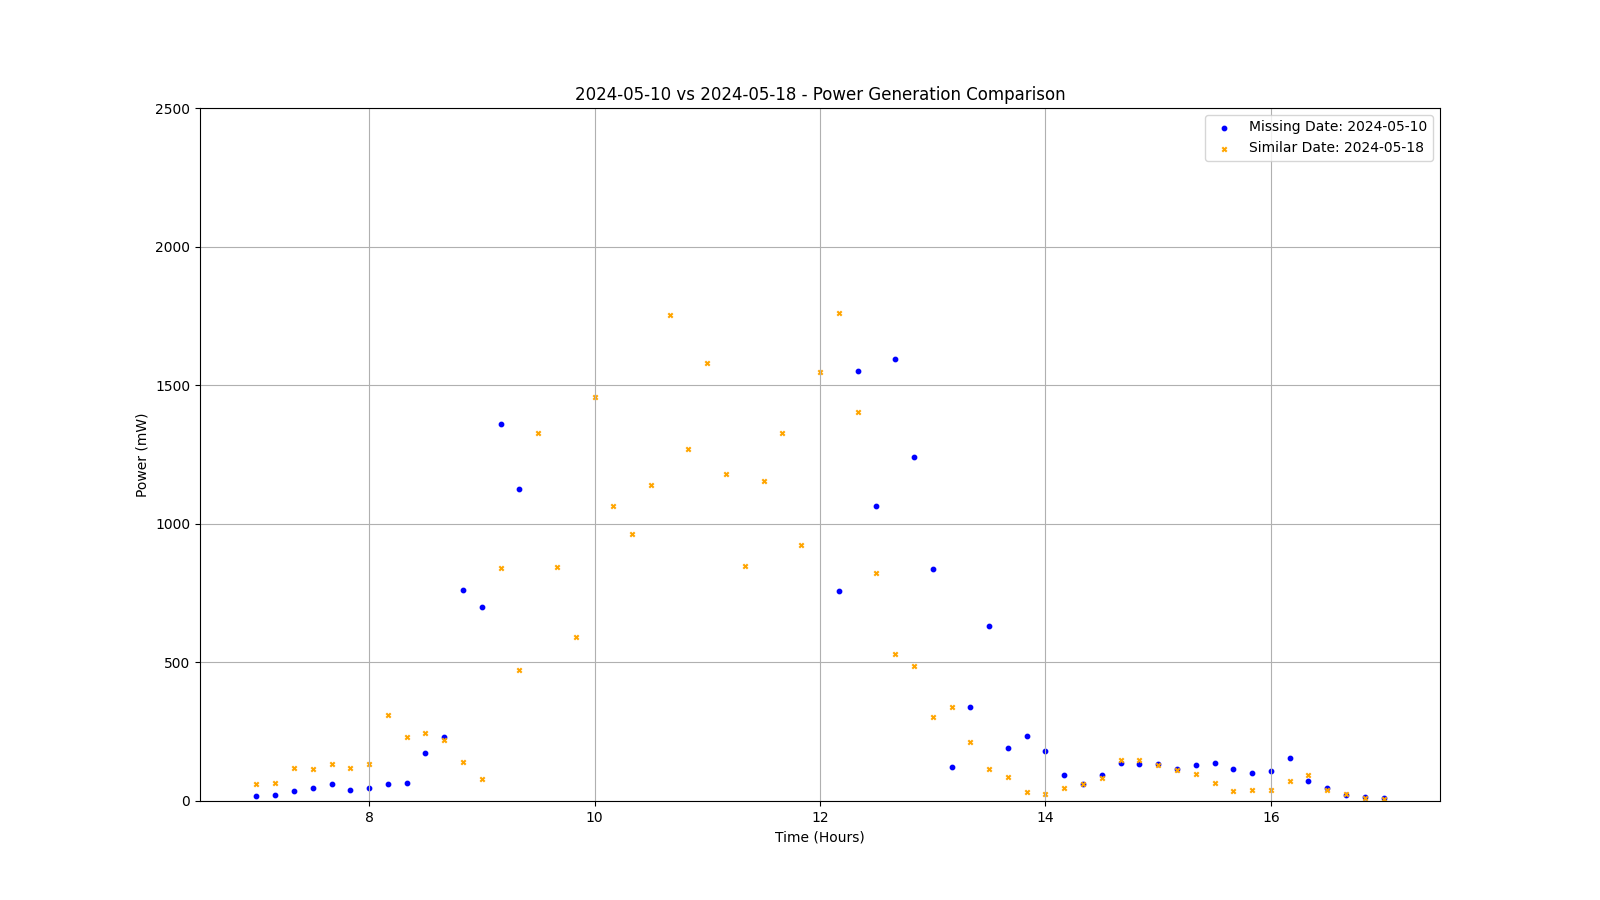 2024-05-10 vs 2024-05-18 - Power Generation Comparison
Missing Date: 2024-05-10
Similar Date: 2024-05-18
Power (mW)
2500
2000
1500
1000
500
0
8
10
12
14
16
Time (Hours)